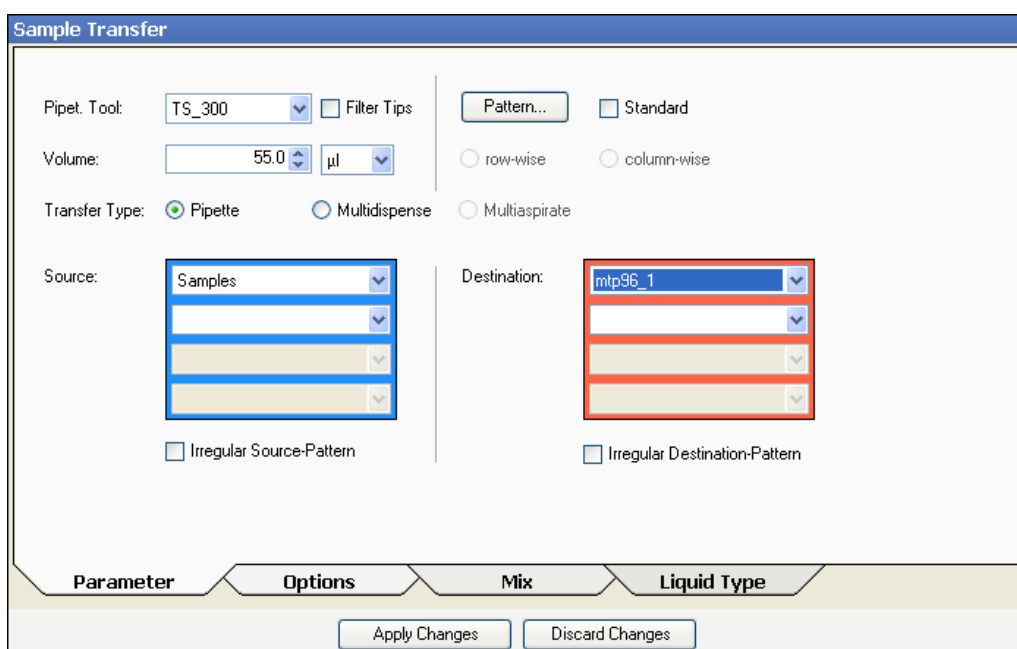 Sample Transfer
Pipet. Tool: TS_300 Filter Tips Pattern... Standard
Volume: 55.0 µl row-wise column-wise
Transfer Type: Pipette Multidispense Multiaspirate
Source: Samples Destination: mtp96_1
Irregular Source-Pattern Irregular Destination-Pattern
Parameter Options Mix Liquid Type
Apply Changes Discard Changes